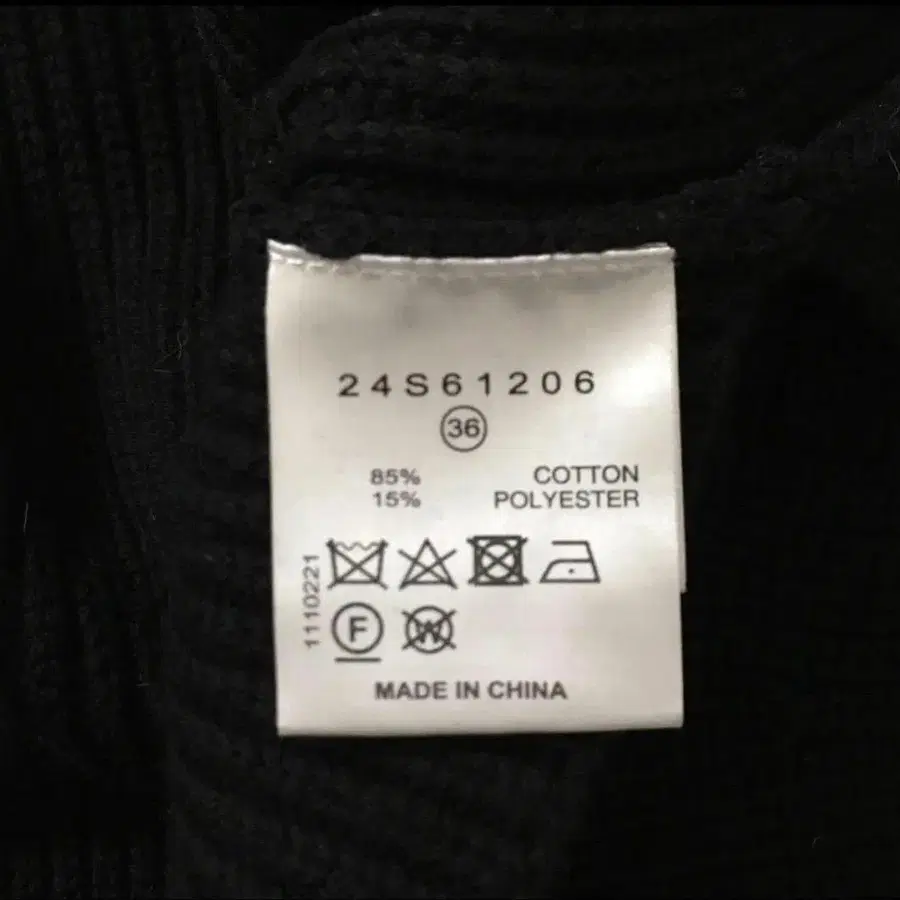 24S61206
36
85% COTTON
15% POLYESTER
1110221
F W
MADE IN CHINA